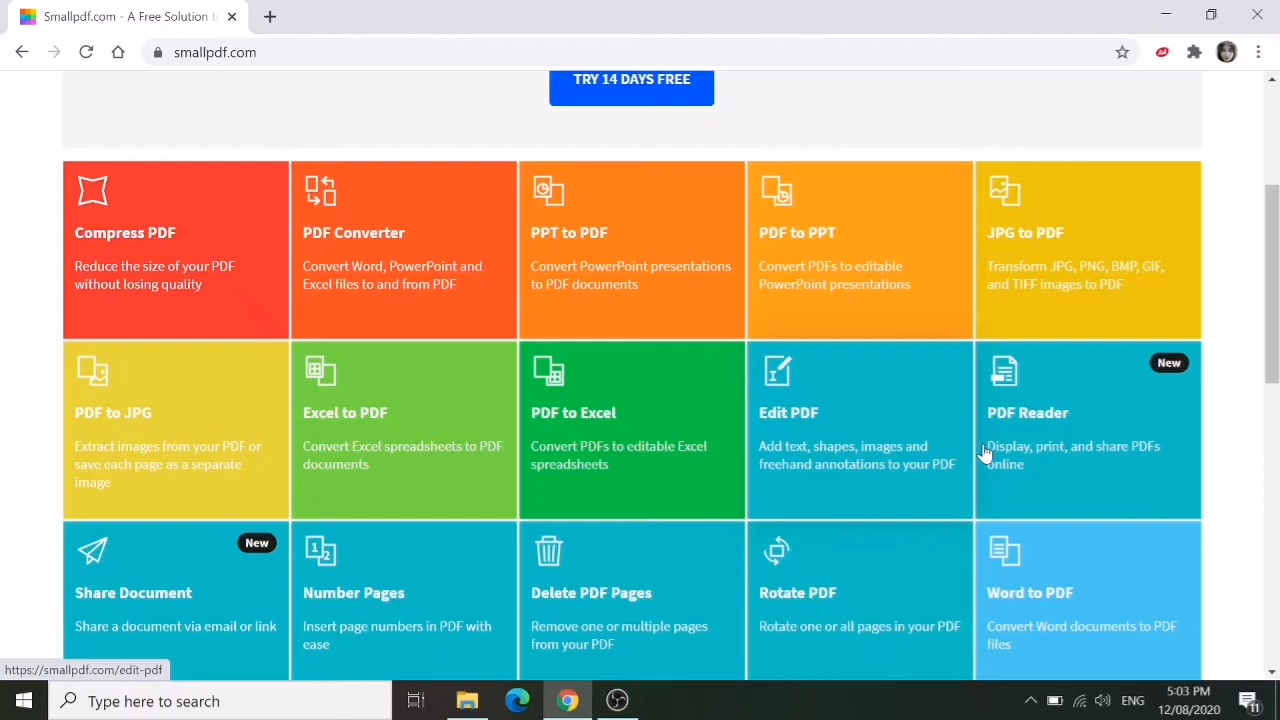 Smallpdf.com - A Free Solution t
smallpdf.com
TRY 14 DAYS FREE
Compress PDF
Reduce the size of your PDF
without losing quality
PDF Converter
Convert Word, PowerPoint and
Excel files to and from PDF
PPT to PDF
Convert PowerPoint presentations
to PDF documents
PDF to PPT
Convert PDFs to editable
PowerPoint presentations
JPG to PDF
Transform JPG, PNG, BMP, GIF,
and TIFF images to PDF
PDF to JPG
Extract images from your PDF or
save each page as a separate
image
Excel to PDF
Convert Excel spreadsheets to PDF
documents
PDF to Excel
Convert PDFs to editable Excel
spreadsheets
Edit PDF
Add text, shapes, images and
freehand annotations to your PDF
New
PDF Reader
Display, print, and share PDFs
online
New
Share Document
Share a document via email or link
Number Pages
Insert page numbers in PDF with
ease
Delete PDF Pages
Remove one or multiple pages
from your PDF
Rotate PDF
Rotate one or all pages in your PDF
Word to PDF
Convert Word documents to PDF
files
https://smallpdf.com/edit-pdf
Type here to search
ENG
5:03 PM
12/08/2020
11